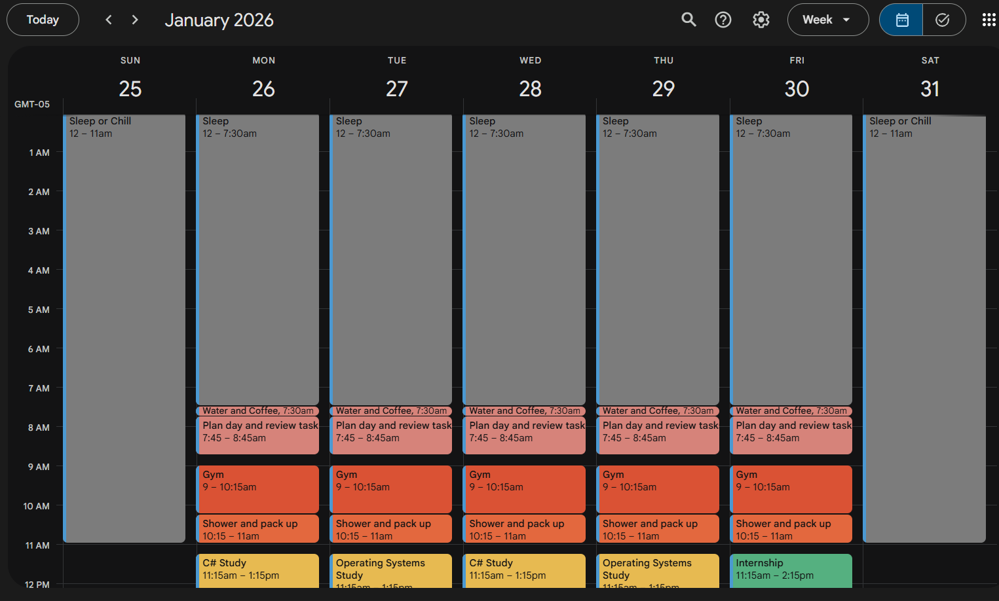 Today
January 2026
Week
SUN
MON
TUE
WED
THU
FRI
SAT
25
26
27
28
29
30
31
GMT-05
Sleep or Chill
12 – 11am
Sleep
12 – 7:30am
Sleep
12 – 7:30am
Sleep
12 – 7:30am
Sleep
12 – 7:30am
Sleep
12 – 7:30am
Sleep or Chill
12 – 11am
1 AM
2 AM
3 AM
4 AM
5 AM
6 AM
7 AM
Water and Coffee, 7:30am
Water and Coffee, 7:30am
Water and Coffee, 7:30am
Water and Coffee, 7:30am
Water and Coffee, 7:30am
8 AM
Plan day and review task
7:45 – 8:45am
Plan day and review task
7:45 – 8:45am
Plan day and review task
7:45 – 8:45am
Plan day and review task
7:45 – 8:45am
Plan day and review task
7:45 – 8:45am
9 AM
Gym
9 – 10:15am
Gym
9 – 10:15am
Gym
9 – 10:15am
Gym
9 – 10:15am
Gym
9 – 10:15am
10 AM
Shower and pack up
10:15 – 11am
Shower and pack up
10:15 – 11am
Shower and pack up
10:15 – 11am
Shower and pack up
10:15 – 11am
Shower and pack up
10:15 – 11am
11 AM
C# Study
11:15am – 1:15pm
Operating Systems
Study
11:15am – 1:15pm
C# Study
11:15am – 1:15pm
Operating Systems
Study
11:15am – 1:15pm
Internship
11:15am – 2:15pm
12 PM